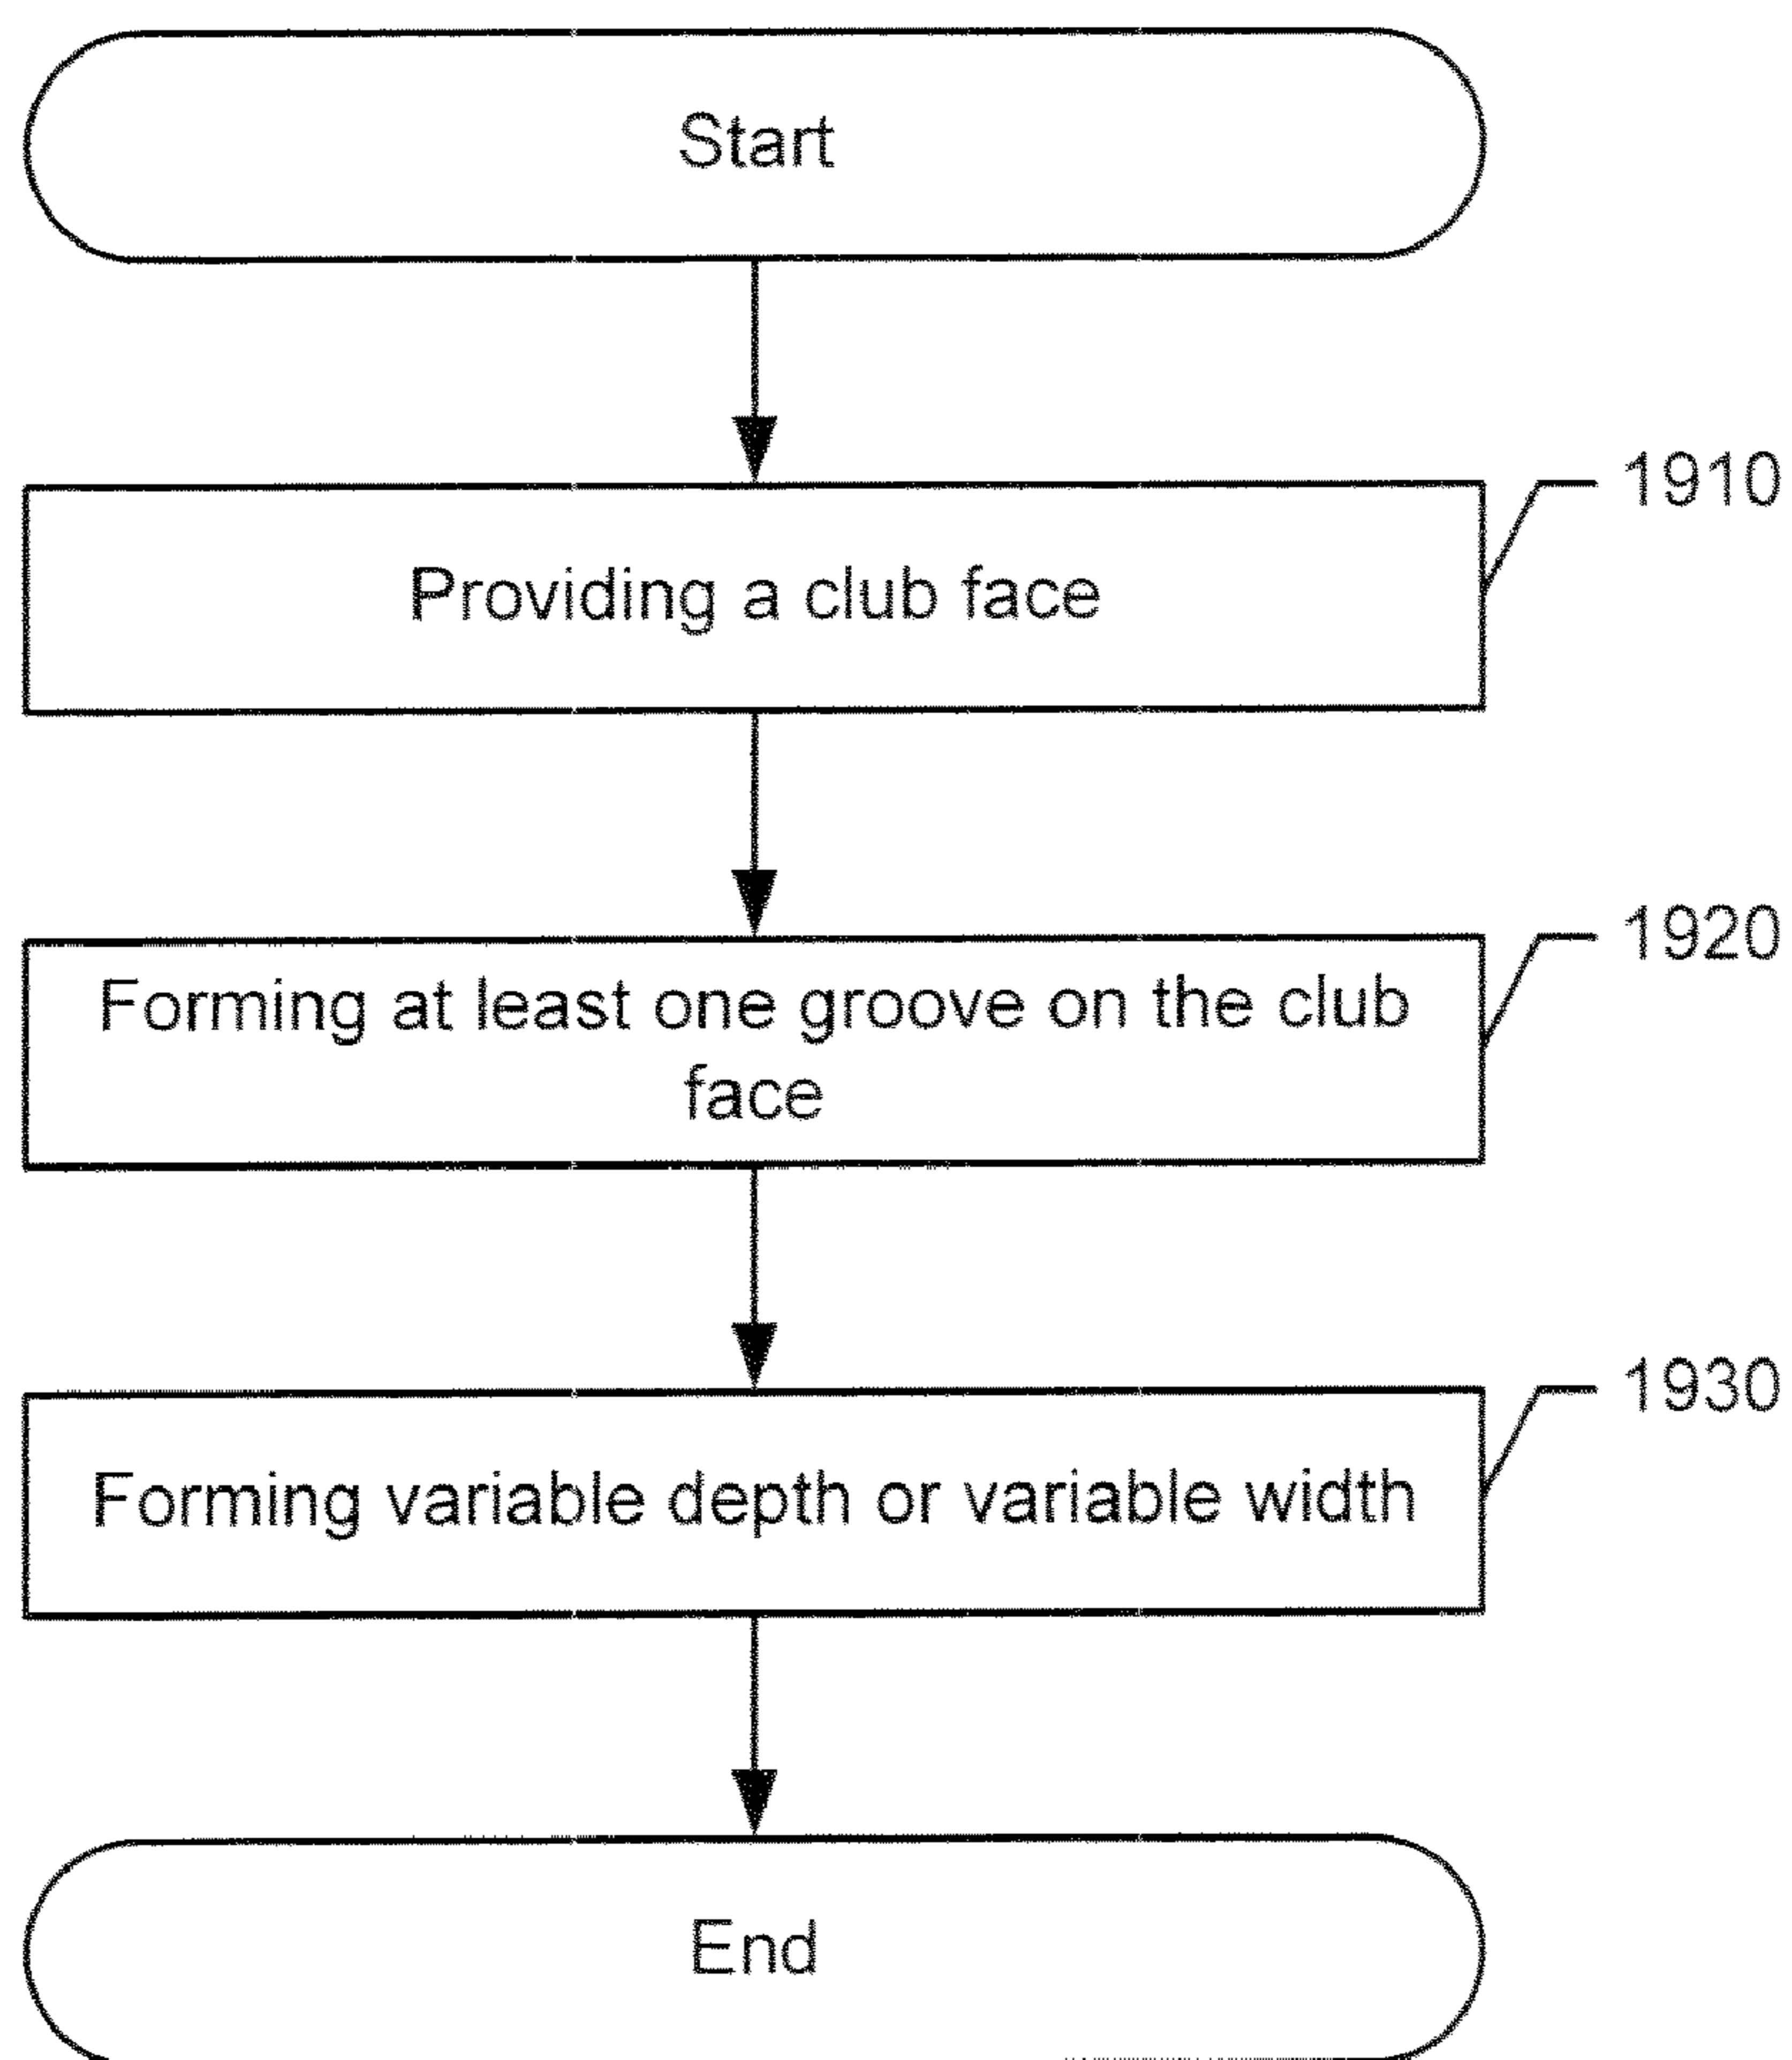 Start
1910
Providing a club face
1920
Forming at least one groove on the club
face
1930
Forming variable depth or variable width
End